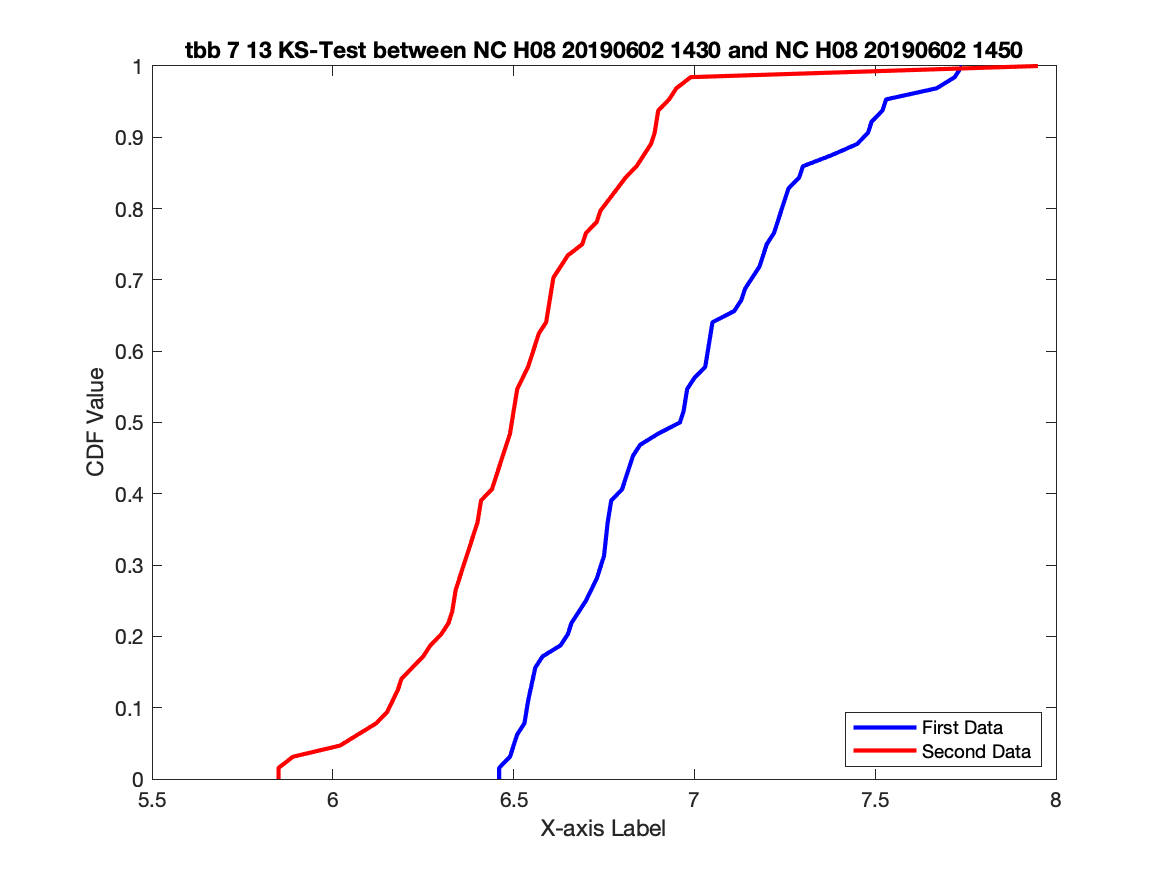 tbb 7 13 KS-Test between NC H08 20190602 1430 and NC H08 20190602 1450
1
0.9
0.8
0.7
0.6
0.5
0.4
0.3
0.2
0.1
0
CDF Value
First Data
Second Data
5.5 6 6.5 7 7.5 8
X-axis Label